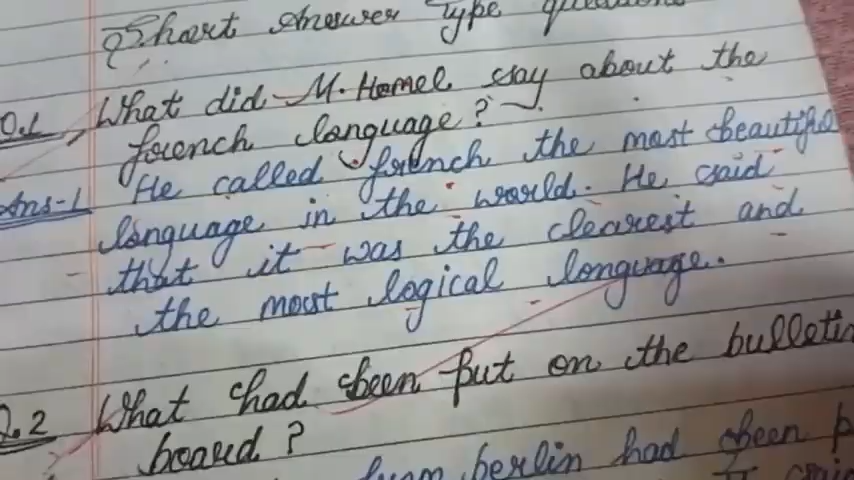 Short Answer Type questions
Q.1 What did M. Hamel say about the
french language?
Ans-1 He called french the most beautiful
language in the world. He said
that it was the clearest and
the most logical language.
Q.2 What had been put on the bulletin
board?
from berlin had been